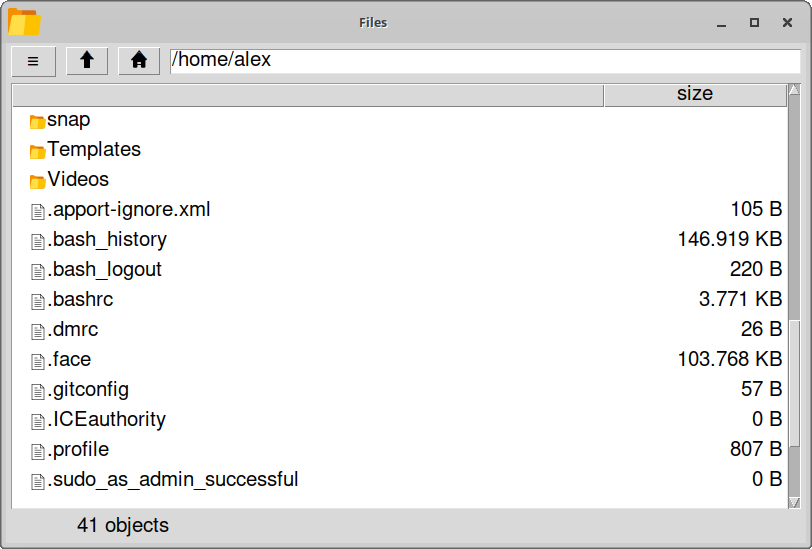 Files
/home/alex
size
snap
Templates
Videos
.apport-ignore.xml 105 B
.bash_history 146.919 KB
.bash_logout 220 B
.bashrc 3.771 KB
.dmrc 26 B
.face 103.768 KB
.gitconfig 57 B
.ICEauthority 0 B
.profile 807 B
.sudo_as_admin_successful 0 B
41 objects